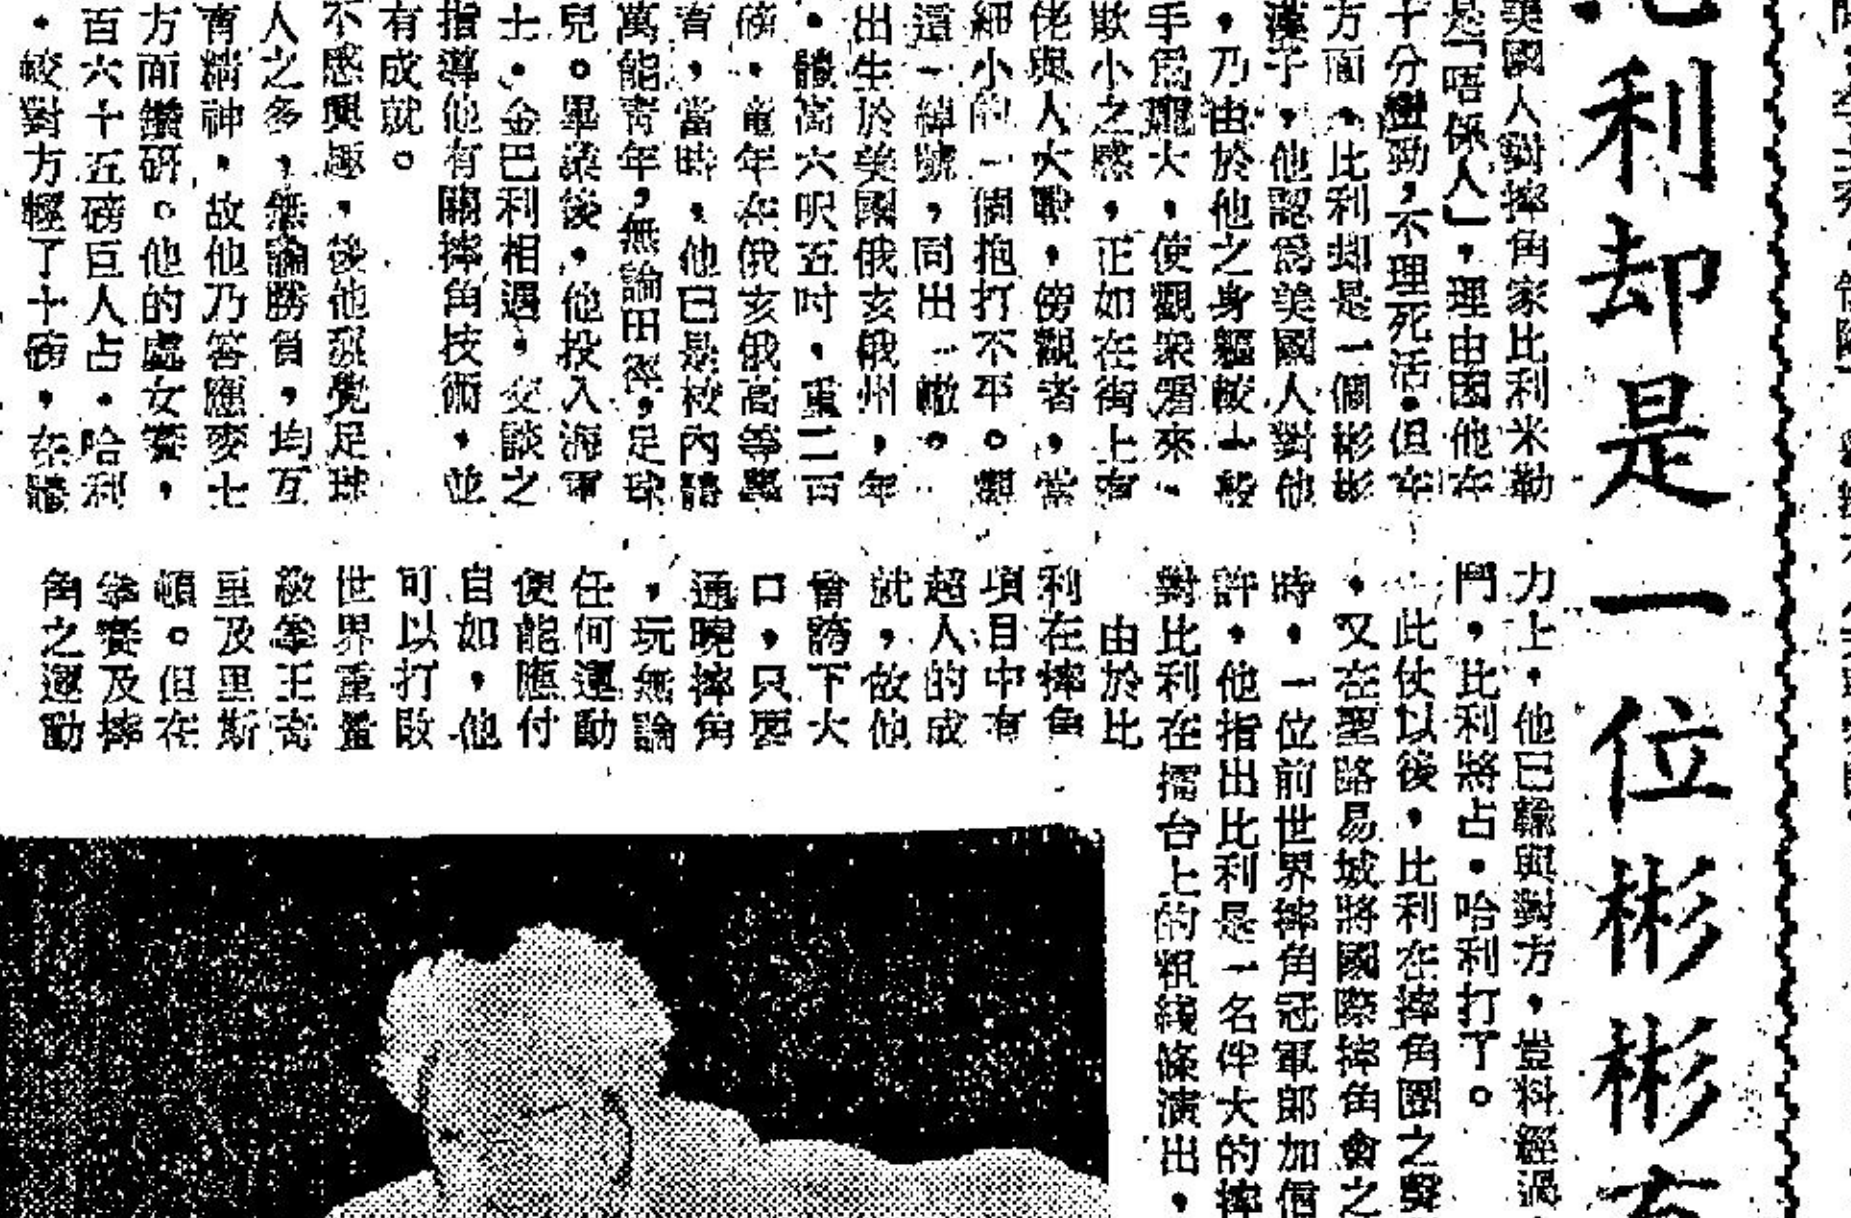 利却是一位彬彬
美國人對摔角家比利米勒
是「唔係人」,理由因他在
十分勁,不理死活,但在
方面,比利却是一個彬彬
漢子,他認爲美國人對他
,乃由於他之身軀較一般
手爲龐大,使觀衆看來,
欺小之感,正如在街上有
佬與人大戰,傍觀者,當
細小的一個抱打不平。觀
這一綽號,同出一轍。
出生於美國俄亥俄州,年
,體高六呎五吋,重二百
磅,童年在俄亥俄高等學
育,當時,他已是校內體
萬能青年,無論田徑,足球
兒。畢業後,他投入海軍
士,金巴利相遇,交談之
指導他有關摔角技術,並
有成就。
不感興趣,後他發覺足球
人之多,無論勝負,均互
育精神,故他乃答應麥士
方面鑽研。他的處女賽,
百六十五磅巨人占,哈利
,較對方輕了十磅,在體
力上,他已輸與對方,豈料經過
鬥,比利將占,哈利打了。
此仗以後,比利在摔角團之聲
,又在聖路易城將國際摔角會之
時,一位前世界摔角冠軍郎加信
許,他指出比利是一名伴大的摔
對比利在擂台上的粗綫條演出,
由於比
利在摔角
項目中有
超人的成
就,故他
會誇下大
口,只要
通曉摔角
,玩無論
任何運動
便能應付
自如,他
可以打敗
世界重量
級拳王奇
里及里斯
頓。但在
拳賽及摔
角之運動